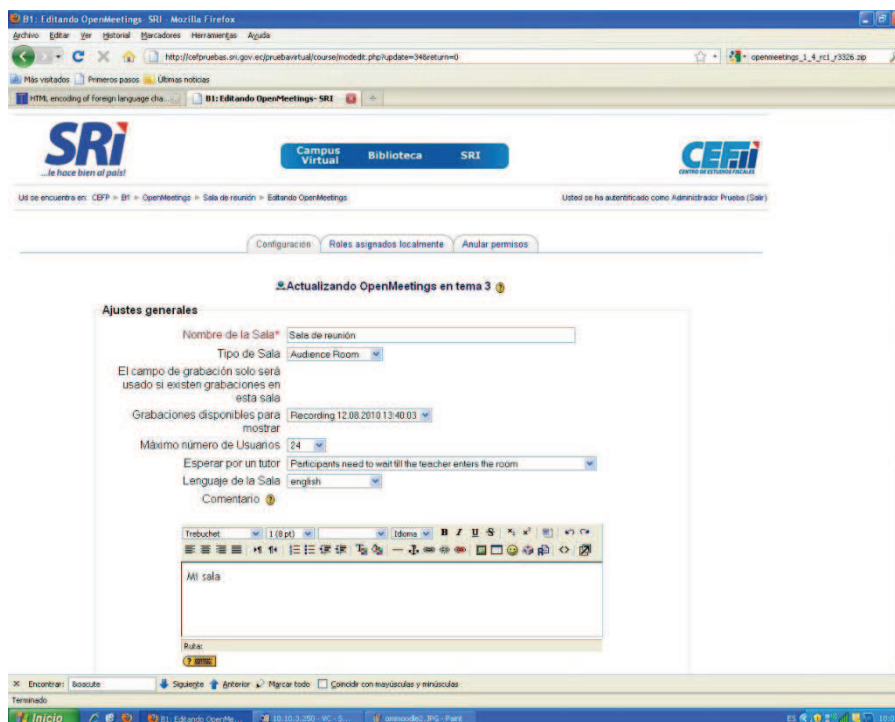 B1: Editando OpenMeetings- SRI - Mozilla Firefox
Archivo Editar Ver Historial Marcadores Herramientas Ayuda
http://cefpruebas.sri.gov.ec/pruebavirtual/course/modedit.php?update=34&return=0
openmeetings_1_4_rc1_r3326.zip
Más visitados Primeros pasos Últimas noticias
HTML encoding of foreign language cha... B1: Editando OpenMeetings- SRI
SRi
...le hace bien al país!
Campus Virtual Biblioteca SRI
CEF
CENTRO DE ESTUDIOS FISCALES
Ud se encuentra en: CEFP » B1 » OpenMeetings » Sala de reunión » Editando OpenMeetings
Usted se ha autentificado como Administrador Prueba (Salir)
Configuración Roles asignados localmente Anular permisos
Actualizando OpenMeetings en tema 3
Ajustes generales
Nombre de la Sala* Sala de reunión
Tipo de Sala Audience Room
El campo de grabación solo será
usado si existen grabaciones en
esta sala
Grabaciones disponibles para Recording 12.08.2010 13:40:03
mostrar
Máximo número de Usuarios 24
Esperar por un tutor Participants need to wait till the teacher enters the room
Lenguaje de la Sala english
Comentario
Trebuchet 1 (8 pt) Idioma B I U S
Mi sala
Ruta:
Encontrar: Boacute Siguiente Anterior Marcar todo Coincidir con mayúsculas y minúsculas
Terminado
Inicio B1: Editando OpenMe... 10.10.3.250 - VC - S... ommoodle2.JPG - Paint ES